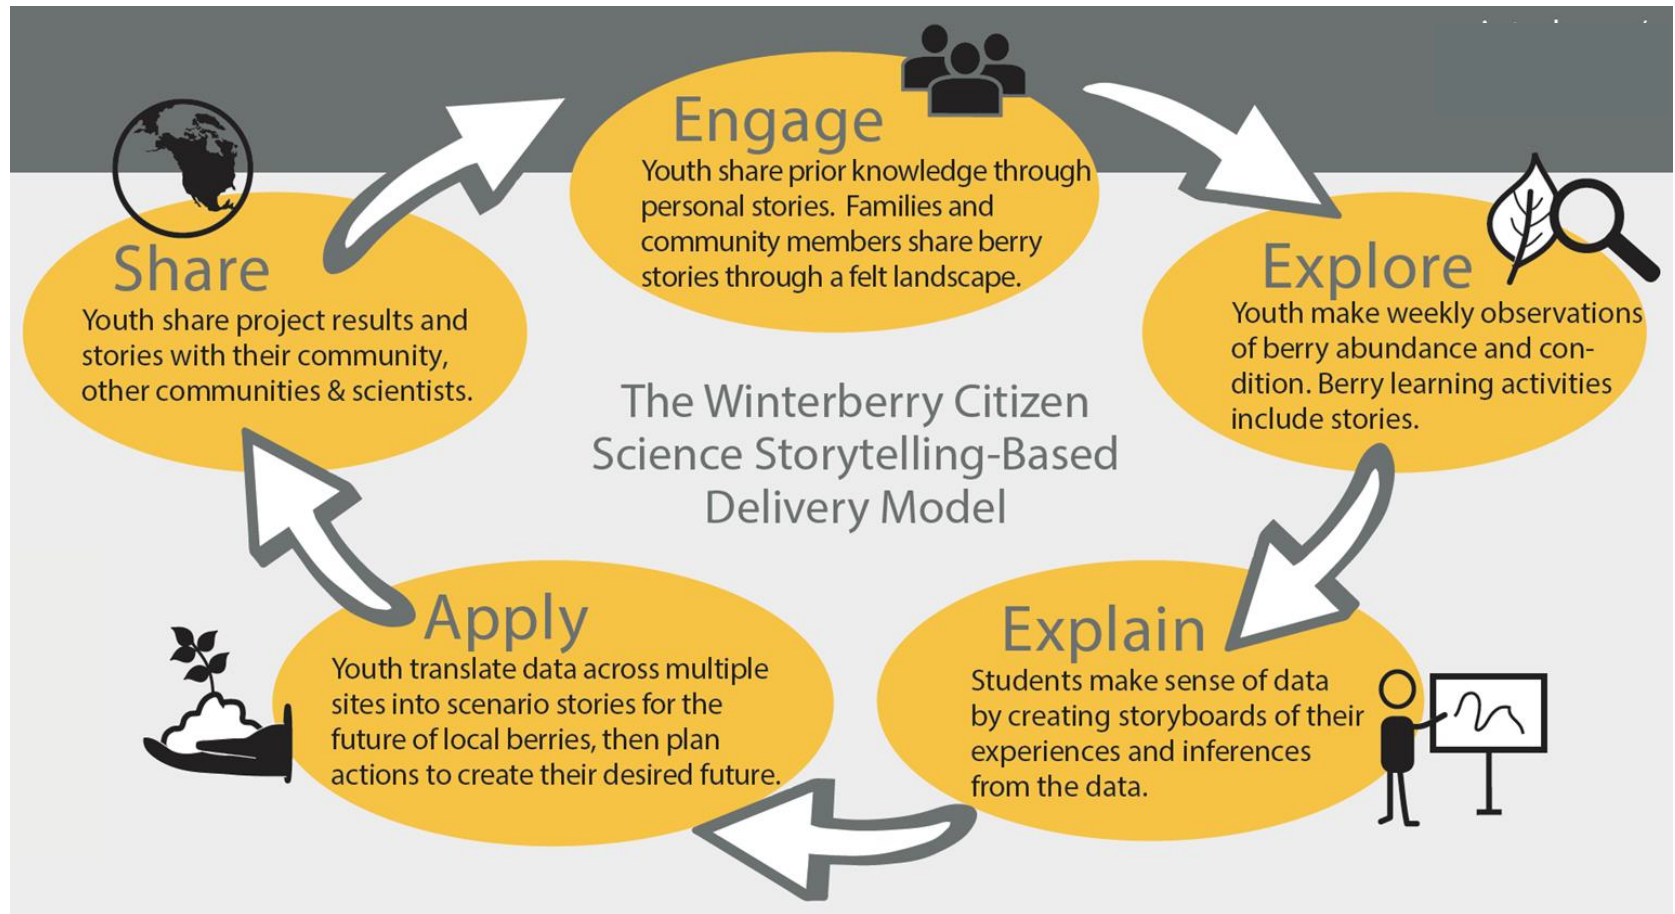 Engage
Youth share prior knowledge through
personal stories. Families and
community members share berry
stories through a felt landscape.
Explore
Youth make weekly observations
of berry abundance and con-
dition. Berry learning activities
include stories.
Explain
Students make sense of data
by creating storyboards of their
experiences and inferences
from the data.
Apply
Youth translate data across multiple
sites into scenario stories for the
future of local berries, then plan
actions to create their desired future.
Share
Youth share project results and
stories with their community,
other communities & scientists.
The Winterberry Citizen
Science Storytelling-Based
Delivery Model